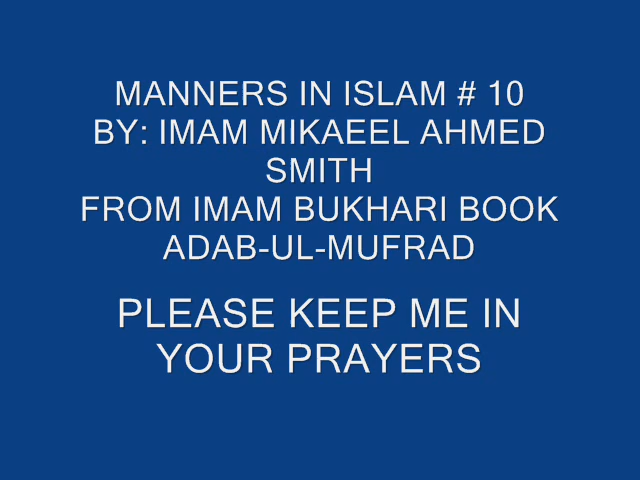 MANNERS IN ISLAM # 10
BY: IMAM MIKAEEL AHMED
SMITH
FROM IMAM BUKHARI BOOK
ADAB-UL-MUFRAD
PLEASE KEEP ME IN
YOUR PRAYERS